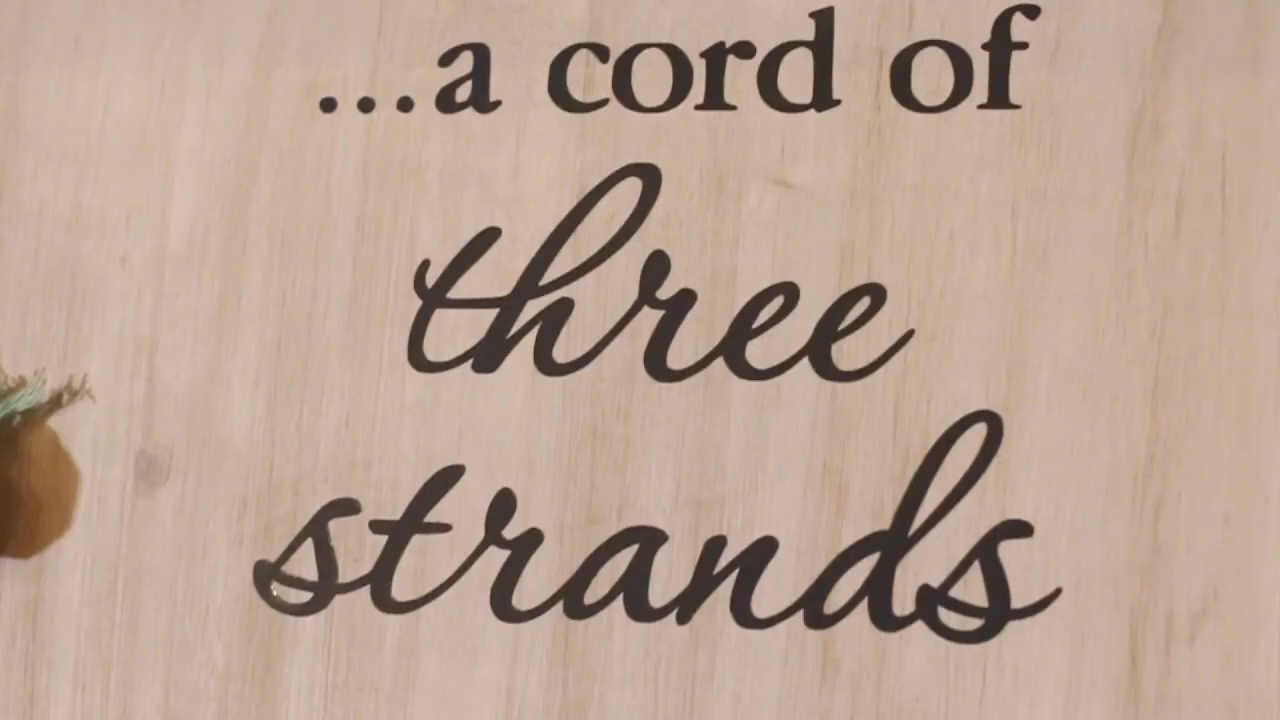 ...a cord of
three
strands